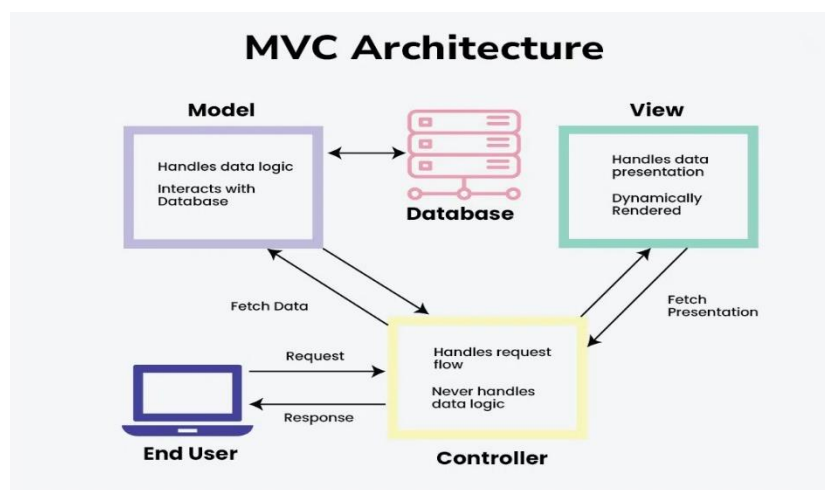 MVC Architecture
Model
Handles data logic
Interacts with
Database
Database
View
Handles data
presentation
Dynamically
Rendered
Fetch Data
Fetch
Presentation
Request
Response
End User
Handles request
flow
Never handles
data logic
Controller